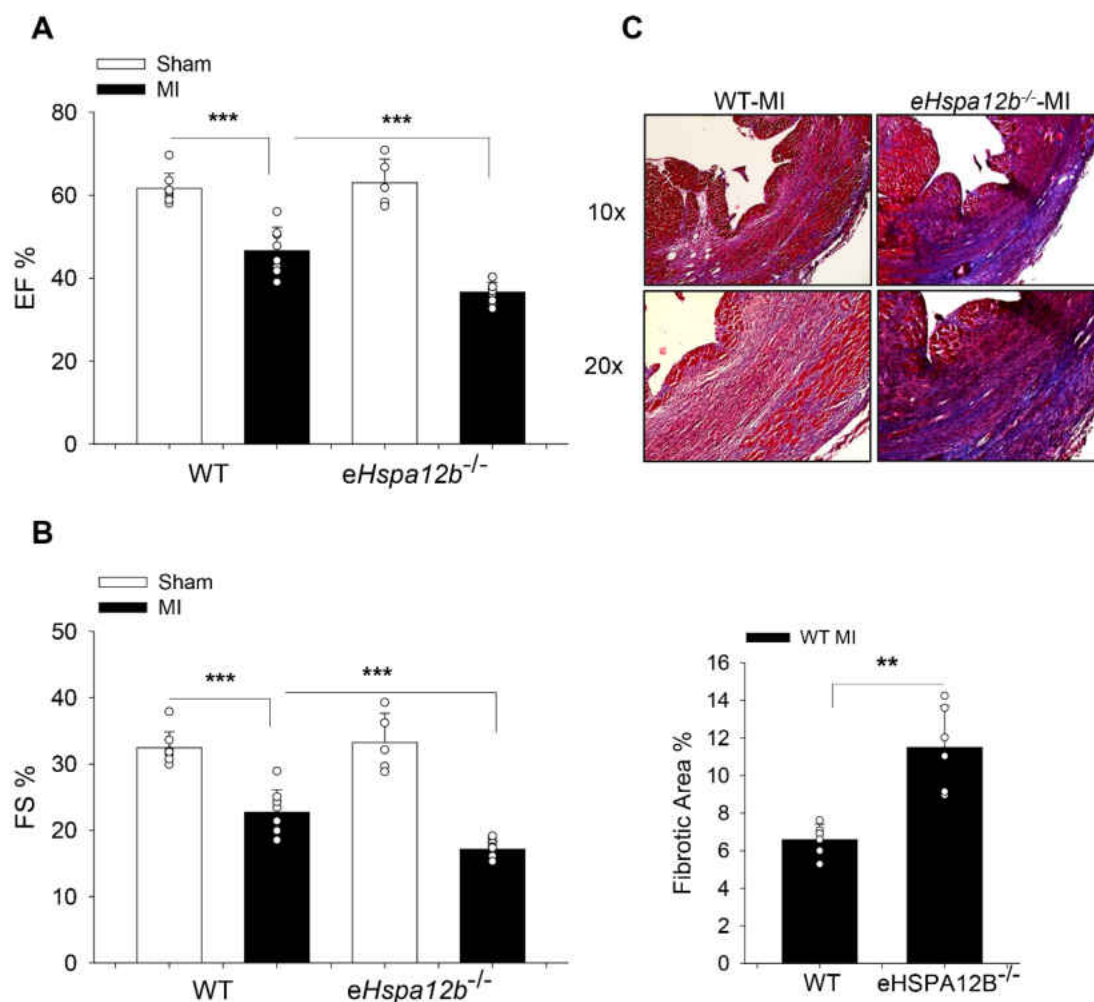 A
Sham
MI
***
***
80
60
40
20
0
EF %
WT
eHspa12b-/-
B
Sham
MI
***
***
50
40
30
20
10
0
FS %
WT
eHspa12b-/-
C
WT-MI
eHspa12b-/--MI
10x
20x
WT MI
**
16
14
12
10
8
6
4
2
0
Fibrotic Area %
WT
eHSPA12B-/-